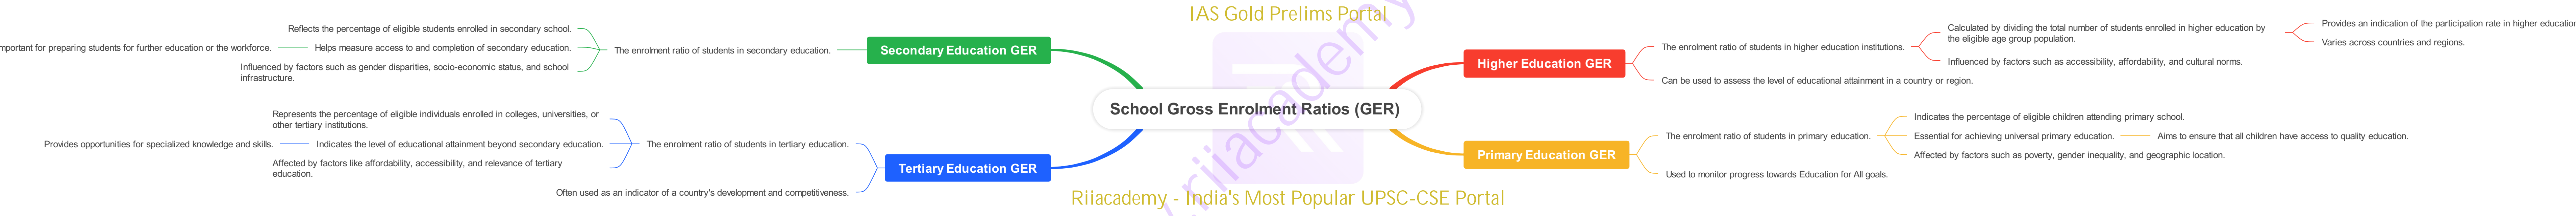 IAS Gold Prelims Portal
School Gross Enrolment Ratios (GER)
Secondary Education GER
The enrolment ratio of students in secondary education.
Reflects the percentage of eligible students enrolled in secondary school.
Helps measure access to and completion of secondary education.
for preparing students for further education or the workforce.
Influenced by factors such as gender disparities, socio-economic status, and school
infrastructure.
Tertiary Education GER
The enrolment ratio of students in tertiary education.
Represents the percentage of eligible individuals enrolled in colleges, universities, or
other tertiary institutions.
Indicates the level of educational attainment beyond secondary education.
Provides opportunities for specialized knowledge and skills.
Affected by factors like affordability, accessibility, and relevance of tertiary
education.
Often used as an indicator of a country's development and competitiveness.
Higher Education GER
The enrolment ratio of students in higher education institutions.
Calculated by dividing the total number of students enrolled in higher education by
the eligible age group population.
Provides an indication of the participation rate in higher education
Varies across countries and regions.
Influenced by factors such as accessibility, affordability, and cultural norms.
Can be used to assess the level of educational attainment in a country or region.
Primary Education GER
The enrolment ratio of students in primary education.
Indicates the percentage of eligible children attending primary school.
Essential for achieving universal primary education.
Aims to ensure that all children have access to quality education.
Affected by factors such as poverty, gender inequality, and geographic location.
Used to monitor progress towards Education for All goals.
Riiacademy - India's Most Popular UPSC-CSE Portal
riiacademy